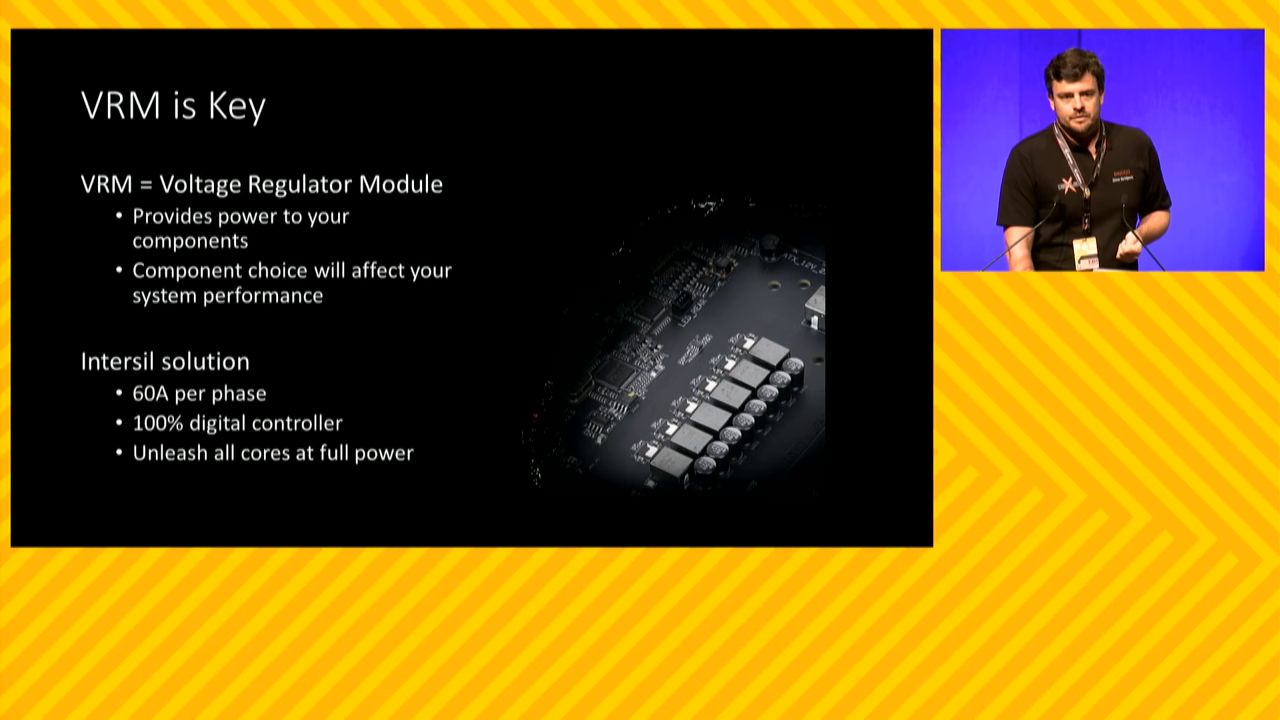 VRM is Key
VRM = Voltage Regulator Module
• Provides power to your
components
• Component choice will affect your
system performance
Intersil solution
• 60A per phase
• 100% digital controller
• Unleash all cores at full power